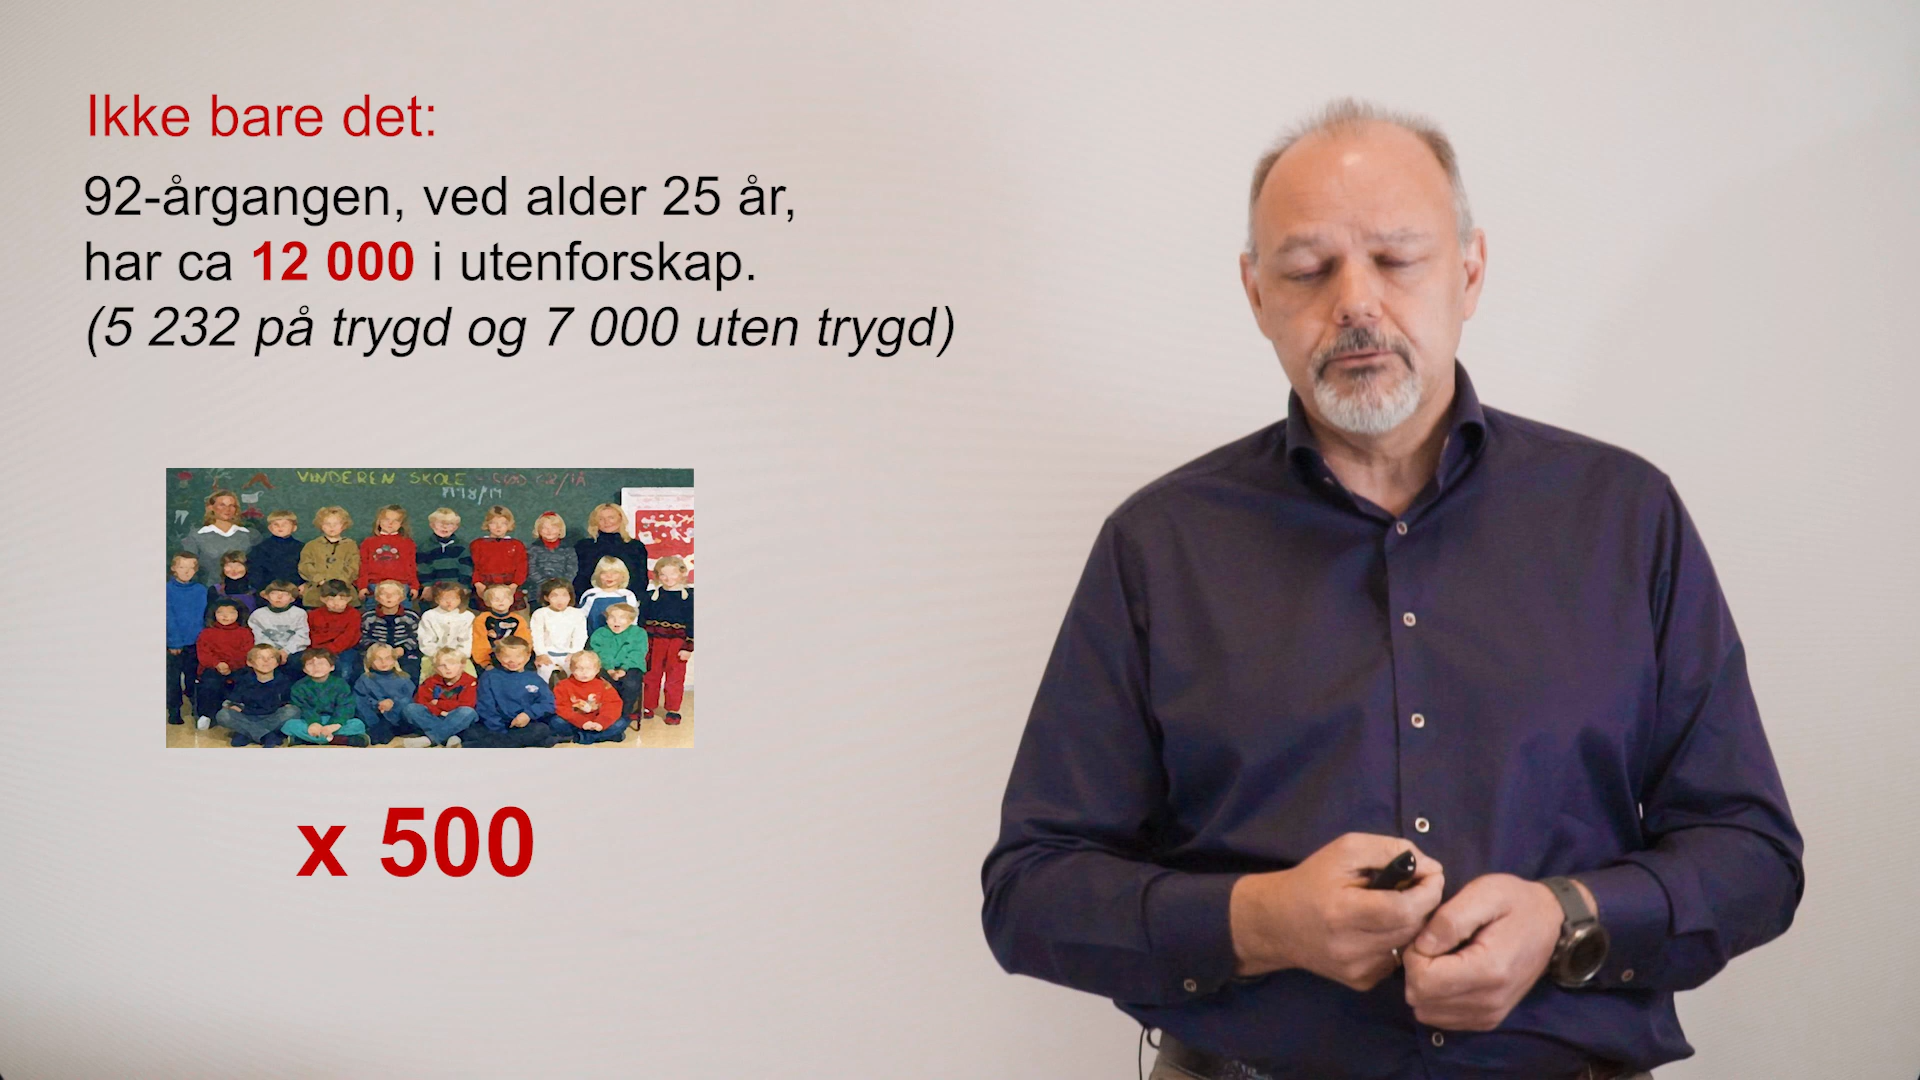 Ikke bare det:
92-årgangen, ved alder 25 år,
har ca 12 000 i utenforskap.
(5 232 på trygd og 7 000 uten trygd)
VINDEREN SKOLE
x 500